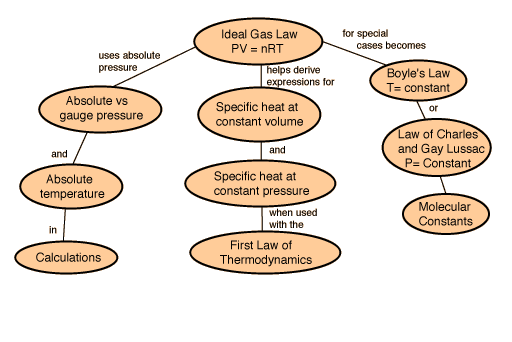 Ideal Gas Law
PV = nRT
uses absolute
pressure
helps derive
expressions for
for special
cases becomes
Absolute vs
gauge pressure
Specific heat at
constant volume
Boyle's Law
T= constant
and
and
or
Absolute
temperature
Specific heat at
constant pressure
Law of Charles
and Gay Lussac
P= Constant
in
when used
with the
Molecular
Constants
Calculations
First Law of
Thermodynamics